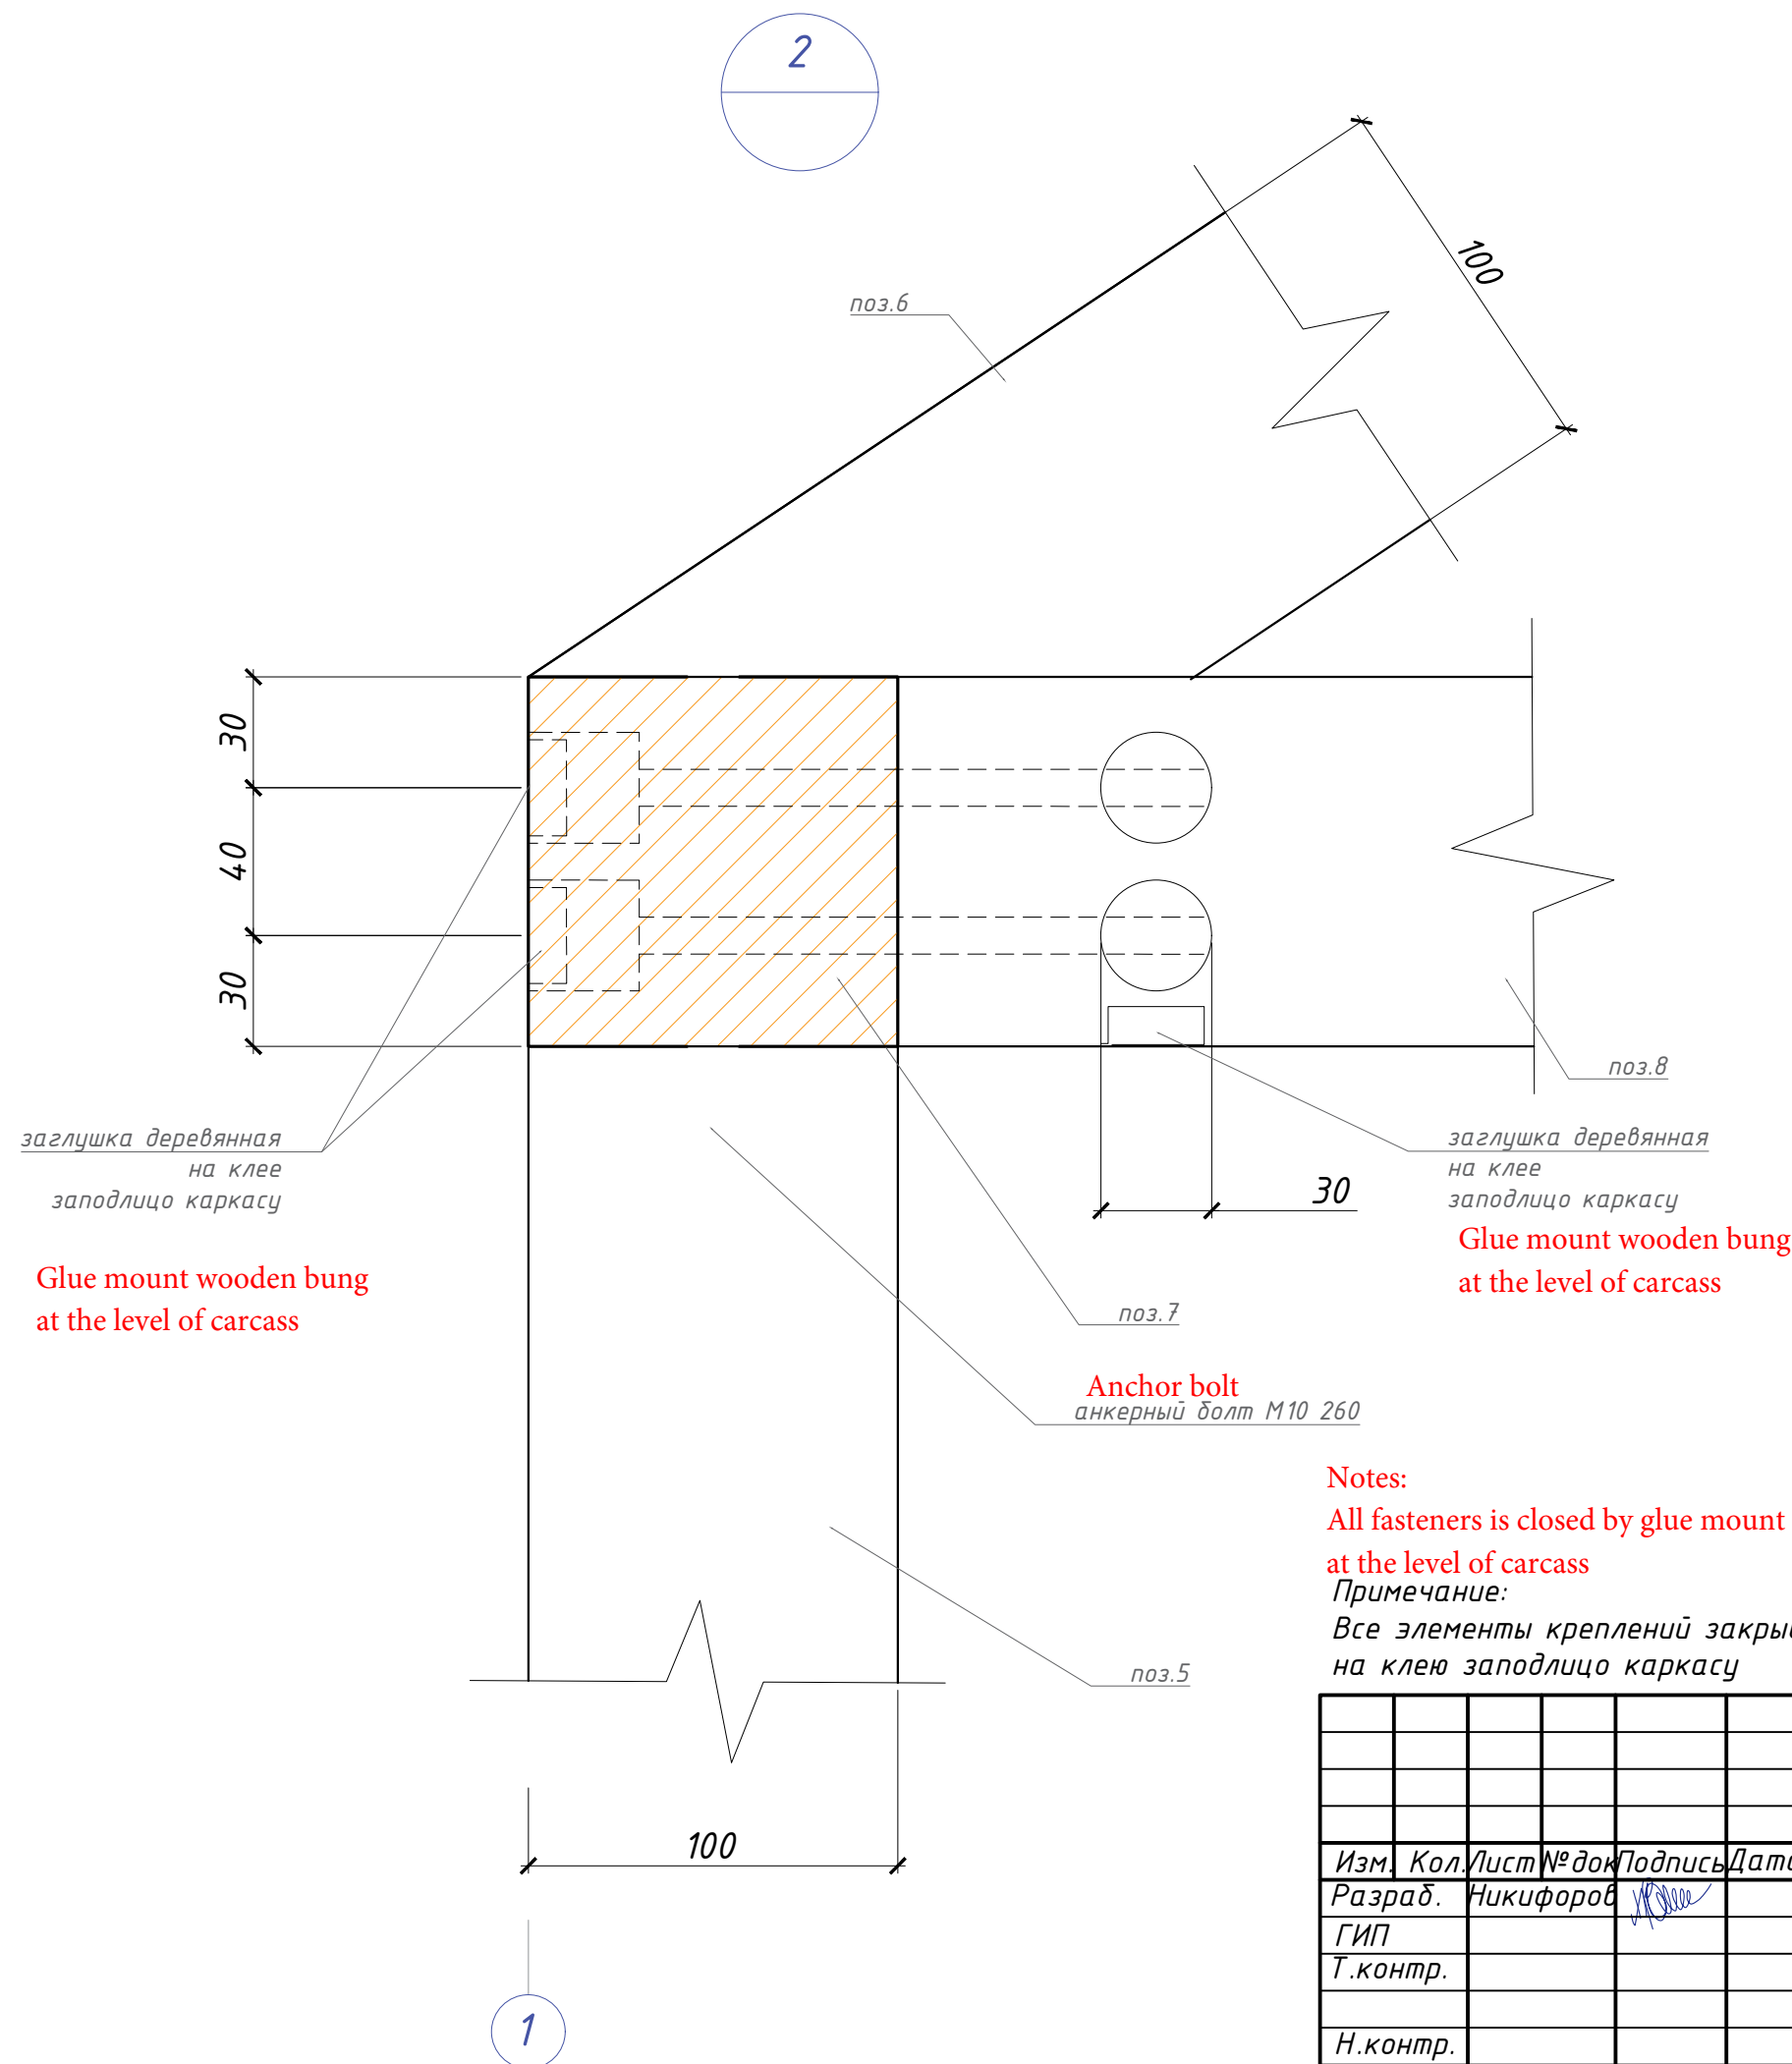 2
100
поз.6
30
40
30
поз.8
заглушка деревянная
на клее
заподлицо каркасу
заглушка деревянная
на клее
заподлицо каркасу
30
Glue mount wooden bung
at the level of carcass
Glue mount wooden bung
at the level of carcass
поз.7
Anchor bolt
анкерный болт М10 260
Notes:
All fasteners is closed by glue mount
at the level of carcass
Примечание:
Все элементы креплений
на клею заподлицо каркасу
поз.5
100
Изм. Кол. Лист №док Подпись Дата
Разраб. Никифоров
ГИП
Т.контр.
1
Н.контр.